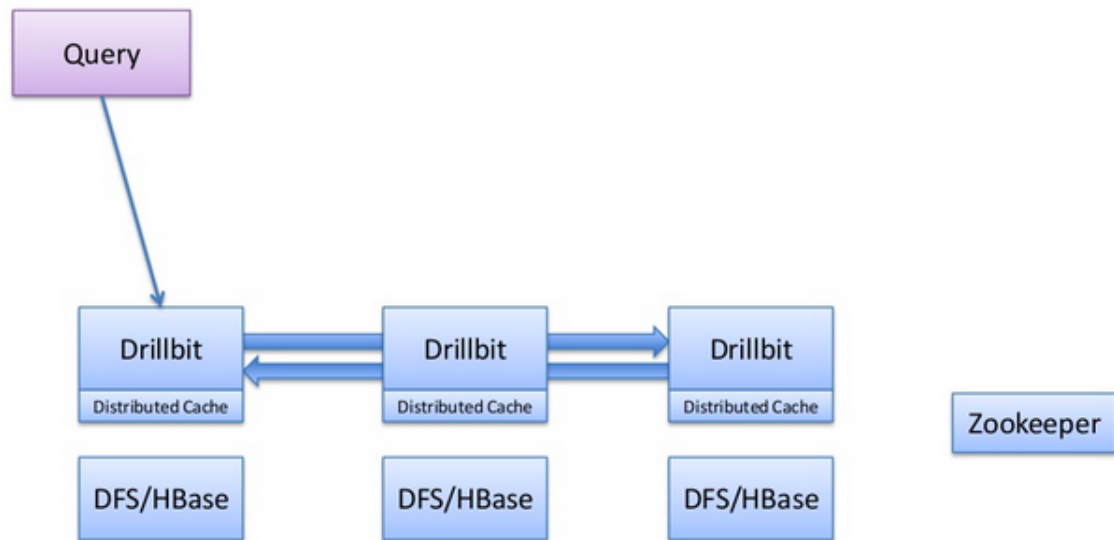 Query
Drillbit
Drillbit
Drillbit
Distributed Cache
Distributed Cache
Distributed Cache
Zookeeper
DFS/HBase
DFS/HBase
DFS/HBase